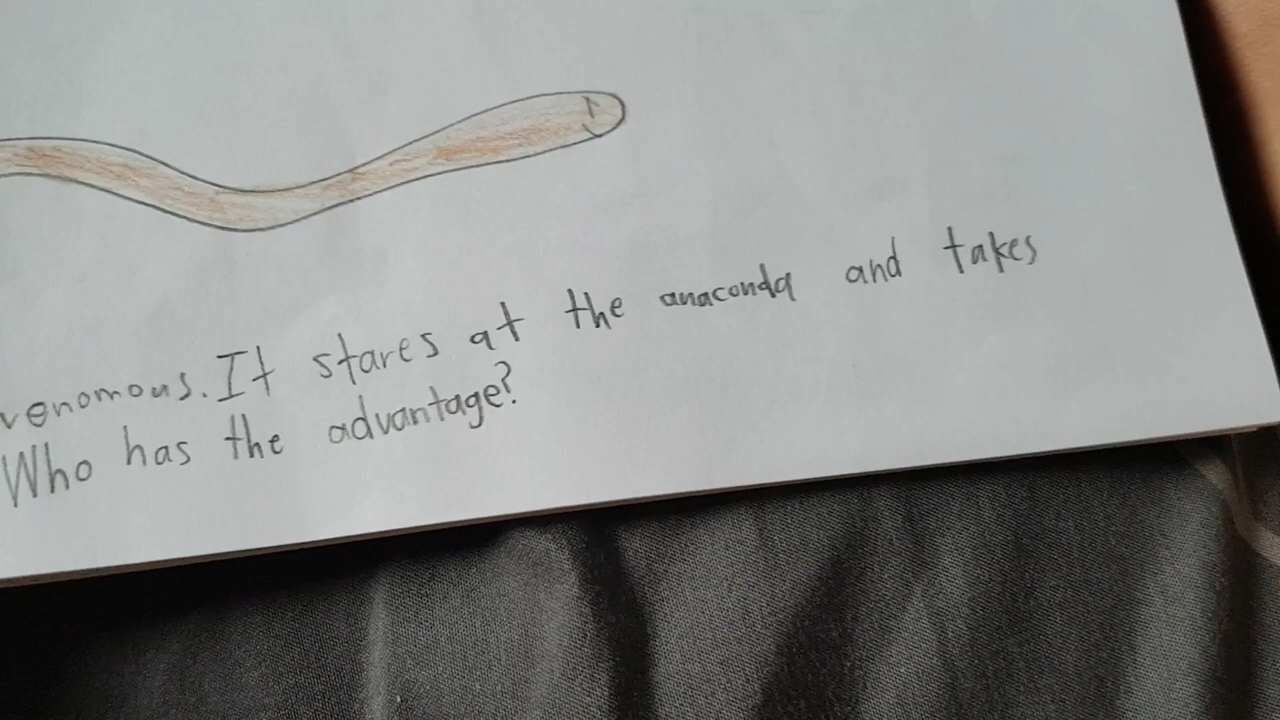 venomous. It stares at the anaconda and takes
Who has the advantage?